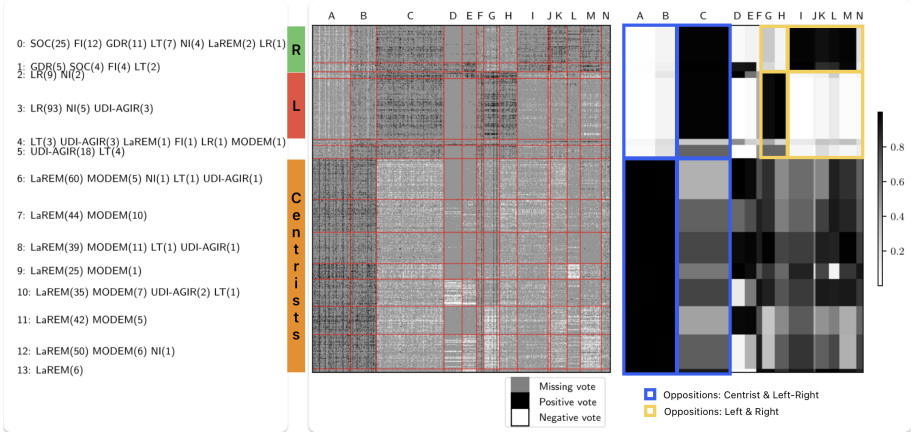 A B C D E F G H I J K L M N
A B C D E F G H I J K L M N
0: SOC(25) FI(12) GDR(11) LT(7) NI(4) LaREM(2) LR(1)
R
1: GDR(5) SOC(4) FI(4) LT(2)
2: LR(9) NI(2)
3: LR(93) NI(5) UDI-AGIR(3)
L
4: LT(3) UDI-AGIR(3) LaREM(1) FI(1) LR(1) MODEM(1)
5: UDI-AGIR(18) LT(4)
6: LaREM(60) MODEM(5) NI(1) LT(1) UDI-AGIR(1)
7: LaREM(44) MODEM(10)
8: LaREM(39) MODEM(11) LT(1) UDI-AGIR(1)
9: LaREM(25) MODEM(1)
10: LaREM(35) MODEM(7) UDI-AGIR(2) LT(1)
11: LaREM(42) MODEM(5)
12: LaREM(50) MODEM(6) NI(1)
13: LaREM(6)
Centrists
0.8
0.6
0.4
0.2
Missing vote
Positive vote
Negative vote
Oppositions: Centrist & Left-Right
Oppositions: Left & Right